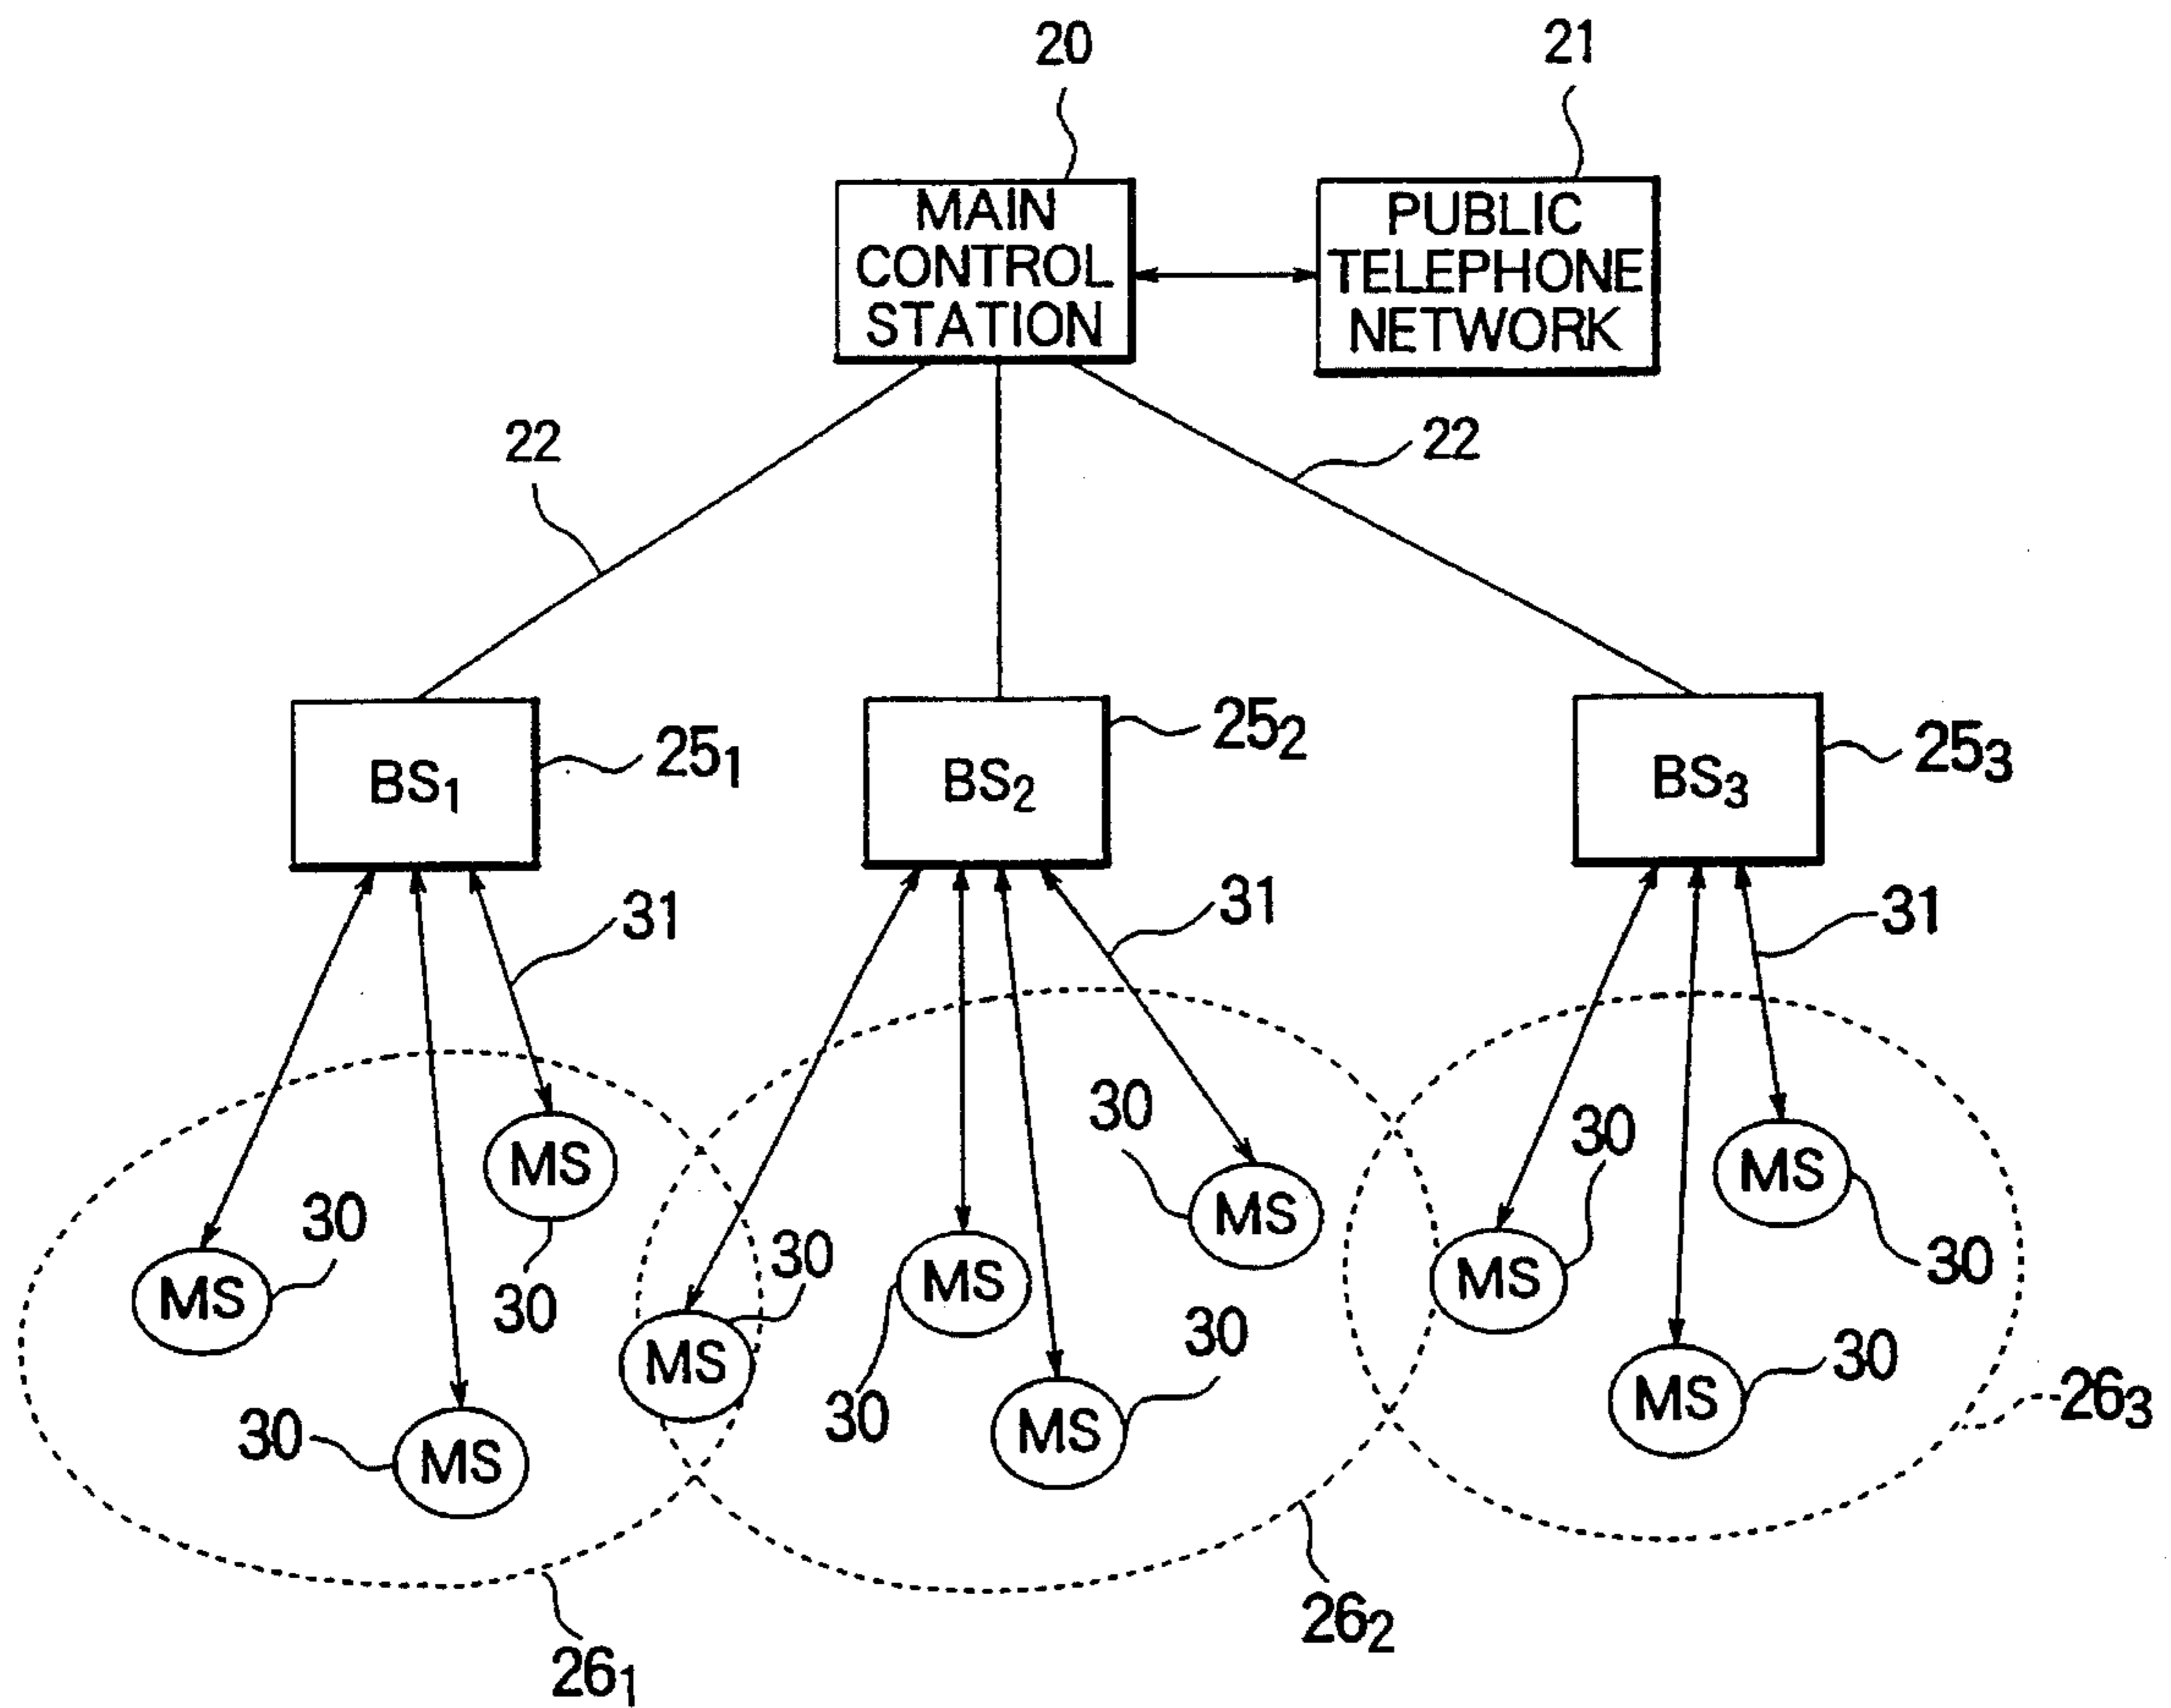 20
21
MAIN
CONTROL
STATION
PUBLIC
TELEPHONE
NETWORK
22
22
BS₁
25₁
BS₂
25₂
BS₃
25₃
31
31
31
30
30
MS
MS
MS
MS
30
30
30
MS
30
30
MS
MS
MS
30
30
30
MS
MS
30
30
MS
26₃
26₂
26₁